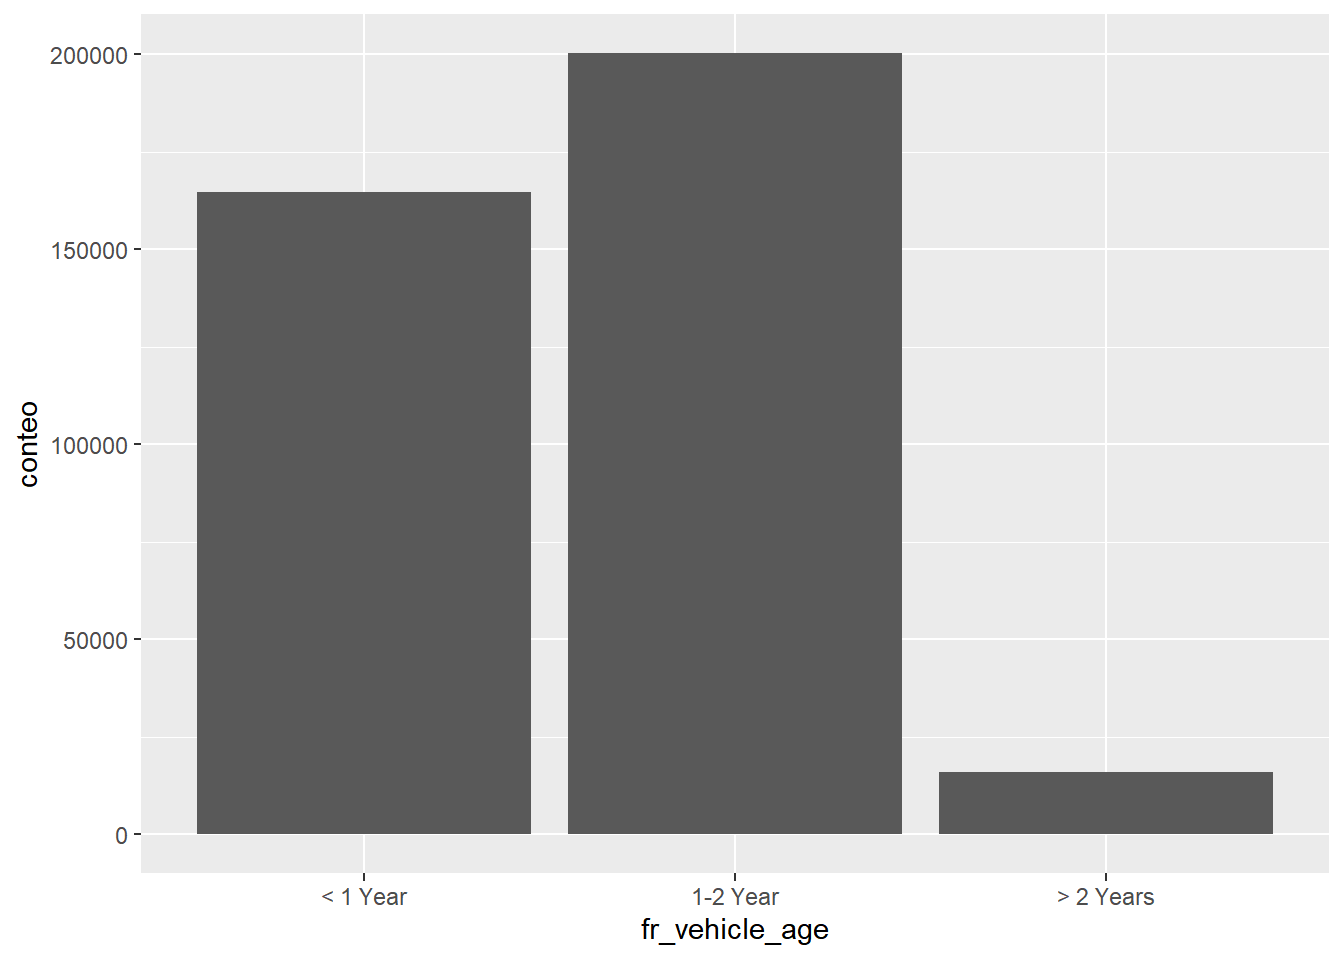 200000
150000
100000
50000
0
conteo
< 1 Year
1-2 Year
> 2 Years
fr_vehicle_age